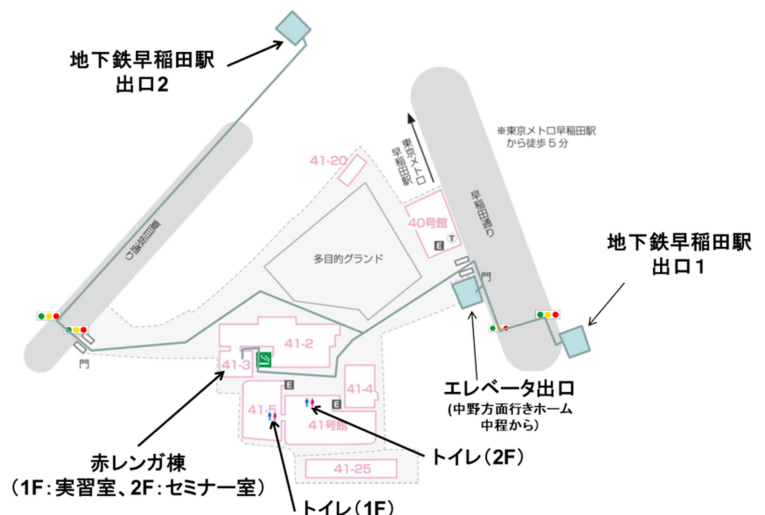 地下鉄早稲田駅
出口2
東京メトロ
早稲田駅
※東京メトロ早稲田駅
から徒歩5分
41-20
40号館
E
T
早稲田通り
多目的グランド
地下鉄早稲田駅
出口1
門
門
41-2
41-3
E
41-4
41-5
E
41号館
エレベータ出口
(中野方面行きホーム
中程から)
赤レンガ棟
(1F:実習室、2F:セミナー室)
トイレ(2F)
41-25
トイレ(1F)